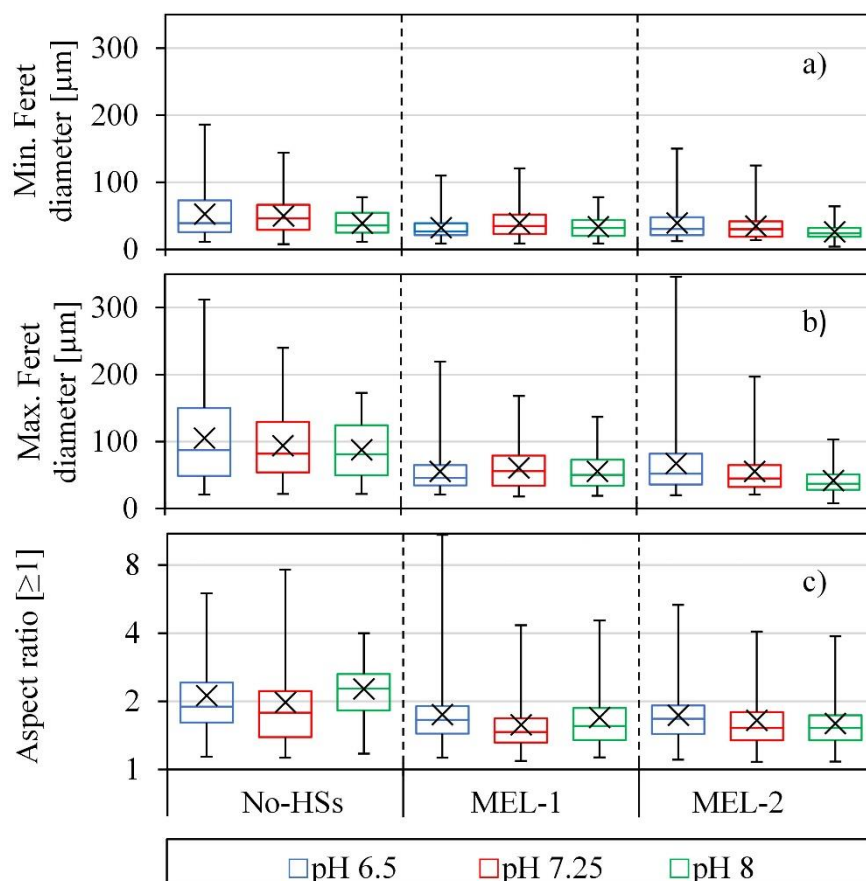 Min. Feret
diameter [µm]
300
200
100
0
a)
Max. Feret
diameter [µm]
300
200
100
0
b)
Aspect ratio [≥1]
8
4
2
1
c)
No-HSs
MEL-1
MEL-2
pH 6.5
pH 7.25
pH 8